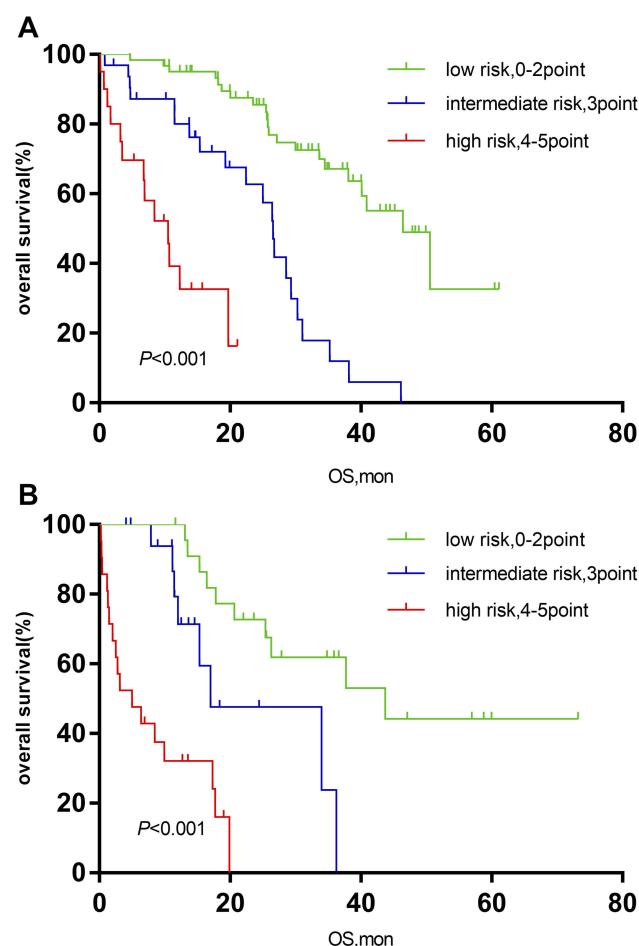 A
100
80
60
40
20
0
overall survival(%)
low risk,0-2point
intermediate risk,3point
high risk,4-5point
P<0.001
0 20 40 60 80
OS,mon
B
100
80
60
40
20
0
overall survival(%)
low risk,0-2point
intermediate risk,3point
high risk,4-5point
P<0.001
0 20 40 60 80
OS,mon